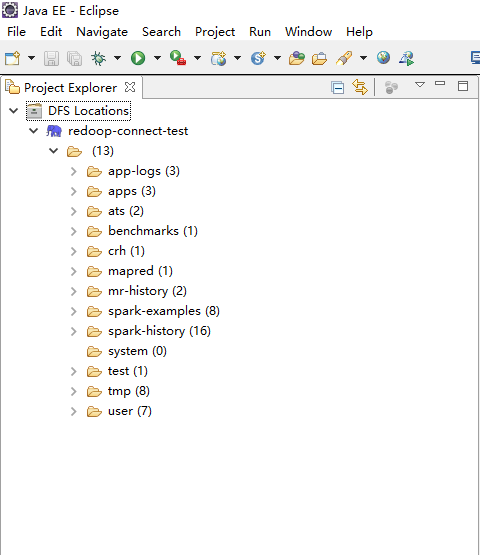 Java EE - Eclipse
File Edit Navigate Search Project Run Window Help
Project Explorer
DFS Locations
redoop-connect-test
(13)
app-logs (3)
apps (3)
ats (2)
benchmarks (1)
crh (1)
mapred (1)
mr-history (2)
spark-examples (8)
spark-history (16)
system (0)
test (1)
tmp (8)
user (7)